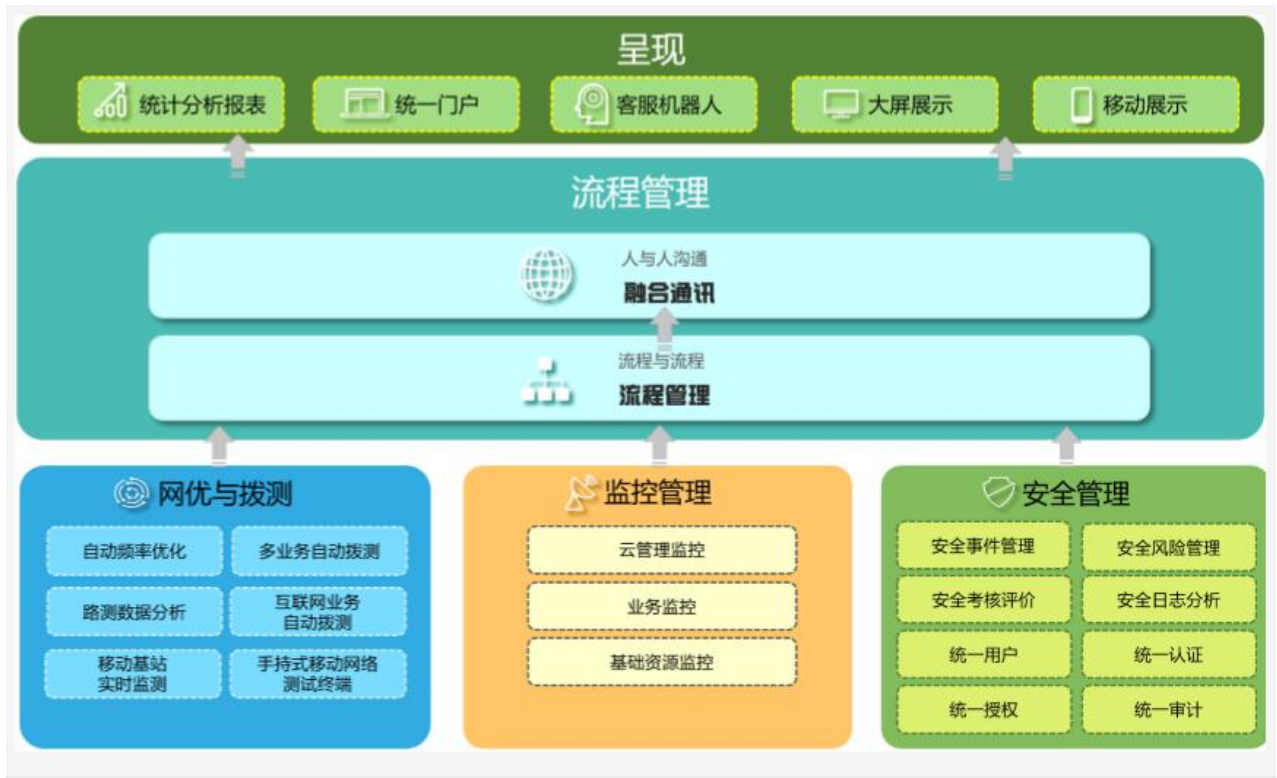 呈现
统计分析报表
统一门户
客服机器人
大屏展示
移动展示
流程管理
人与人沟通
融合通讯
流程与流程
流程管理
网优与拨测
自动频率优化
多业务自动拨测
路测数据分析
互联网业务
自动拨测
移动基站
实时监测
手持式移动网络
测试终端
监控管理
云管理监控
业务监控
基础资源监控
安全管理
安全事件管理
安全风险管理
安全考核评价
安全日志分析
统一用户
统一认证
统一授权
统一审计